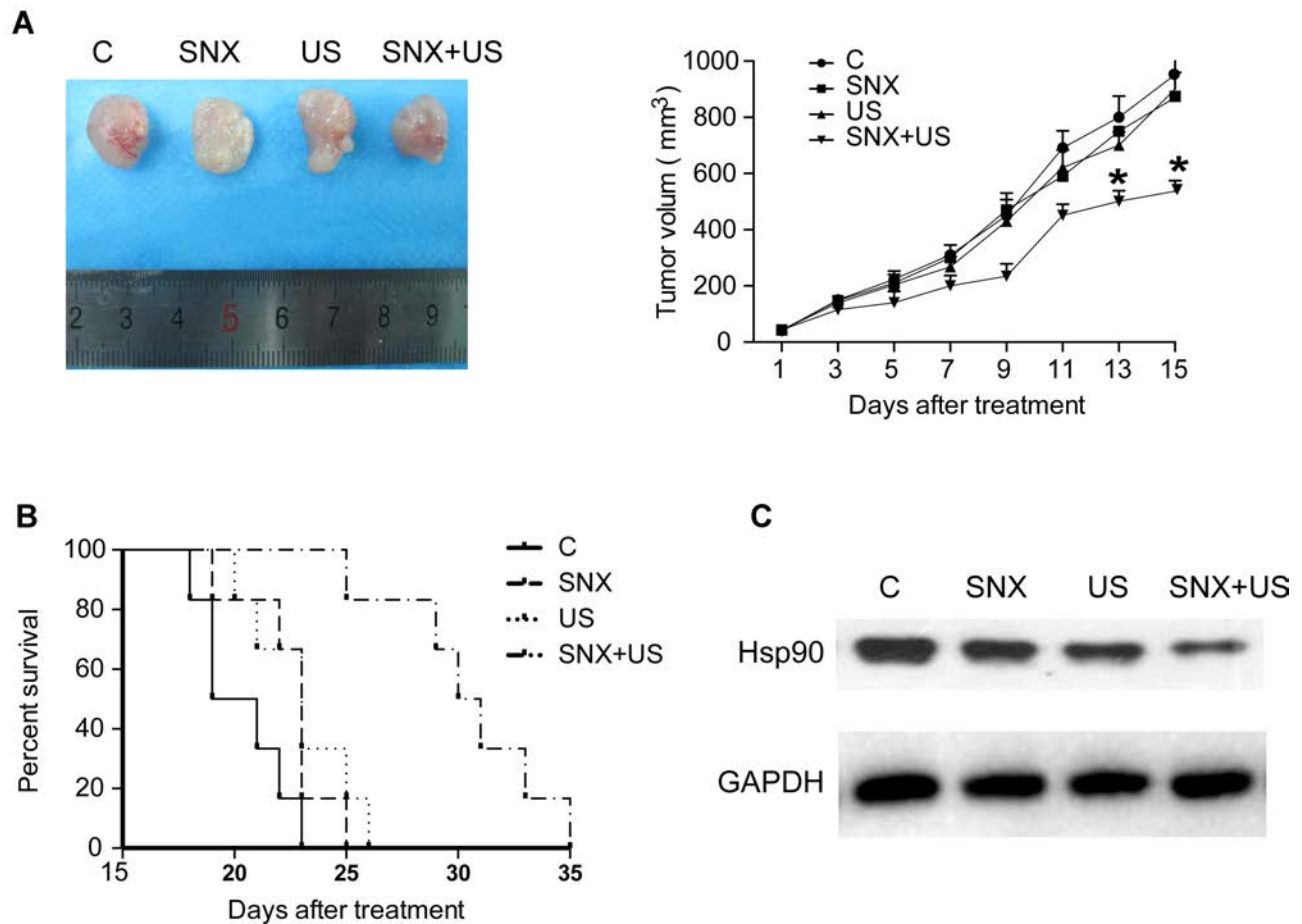 A
C SNX US SNX+US
2 3 4 5 6 7 8 9
Tumor volum ( mm³)
1000
800
600
400
200
0
C
SNX
US
SNX+US
* *
1 3 5 7 9 11 13 15
Days after treatment
B
Percent survival
100
80
60
40
20
0
C
SNX
US
SNX+US
15 20 25 30 35
Days after treatment
C
C SNX US SNX+US
Hsp90
GAPDH